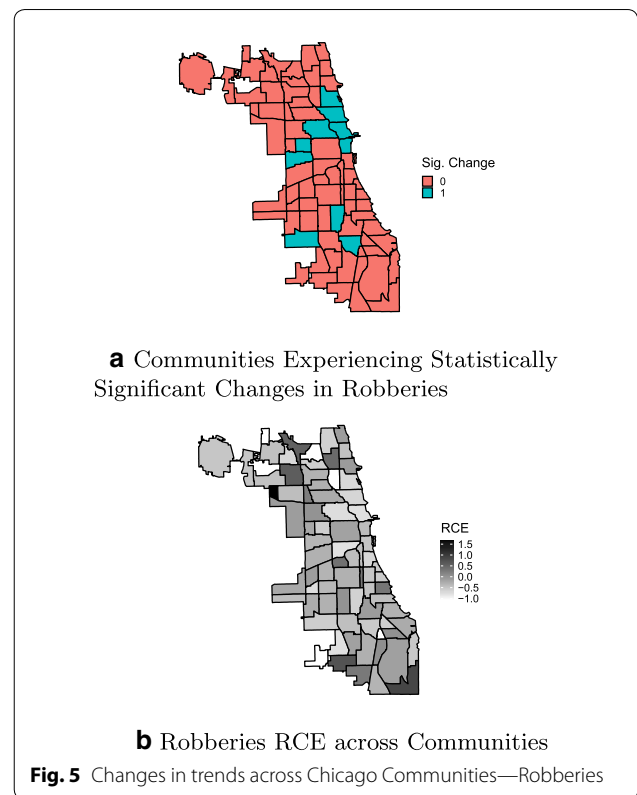 Sig. Change
0
1
a Communities Experiencing Statistically
Significant Changes in Robberies
RCE
1.5
1.0
0.5
0.0
−0.5
−1.0
b Robberies RCE across Communities
Fig. 5 Changes in trends across Chicago Communities—Robberies